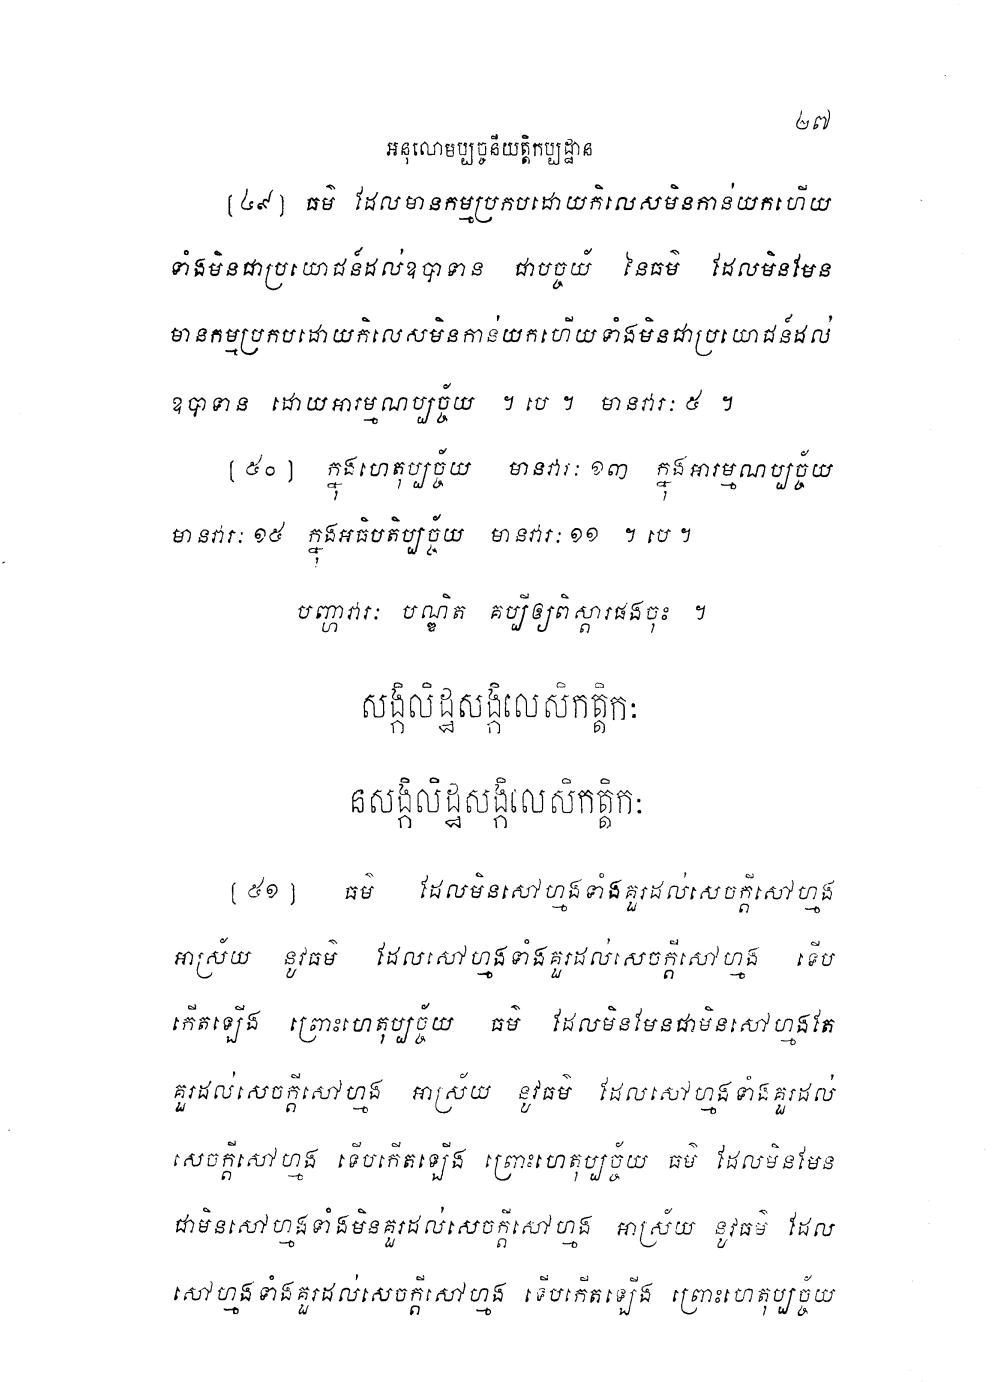 ២៧
អនុលោមប្បច្ចនីយត្តិកប្បដ្ឋាន
(៤៩) ធម៌ ដែលមានកម្មប្រកបដោយកិលេសមិនកាន់យកហើយ
ទាំងមិនជាប្រយោជន៍ដល់ឧបាទាន ជាបច្ចយ័ នៃធម៌ ដែលមិនមែន
មានកម្មប្រកបដោយកិលេសមិនកាន់យកហើយទាំងមិនជាប្រយោជន៍ដល់
ឧបាទាន ដោយអារម្មណប្បច្ច័យ ។ បេ ។ មានវារៈ ៥ ។
(៥០) ក្នុងហេតុប្បច្ច័យ មានវារៈ ១៣ ក្នុងអារម្មណប្បច្ច័យ
មានវារៈ ១៥ ក្នុងអធិបតិប្បច្ច័យ មានវារៈ ១១ ។ បេ ។
បញ្ហាវារៈ បណ្ឌិត គប្បីឲ្យពិស្តារផងចុះ ។
សង្កិលិដ្ឋសង្កិលេសិកត្តិកៈ
នសង្កិលិដ្ឋសង្កិលេសិកត្តិកៈ
(៥១) ធម៌ ដែលមិនសៅហ្មងទាំងគួរដល់សេចក្តីសៅហ្មង
អាស្រ័យ នូវធម៌ ដែលសៅហ្មងទាំងគួរដល់សេចក្តីសៅហ្មង ទើប
កើតឡើង ព្រោះហេតុប្បច្ច័យ ធម៌ ដែលមិនមែនជាមិនសៅហ្មងតែ
គួរដល់សេចក្តីសៅហ្មង អាស្រ័យ នូវធម៌ ដែលសៅហ្មងទាំងគួរដល់
សេចក្តីសៅហ្មង ទើបកើតឡើង ព្រោះហេតុប្បច្ច័យ ធម៌ ដែលមិនមែន
ជាមិនសៅហ្មងទាំងមិនគួរដល់សេចក្តីសៅហ្មង អាស្រ័យ នូវធម៌ ដែល
សៅហ្មងទាំងគួរដល់សេចក្តីសៅហ្មង ទើបកើតឡើង ព្រោះហេតុប្បច្ច័យ